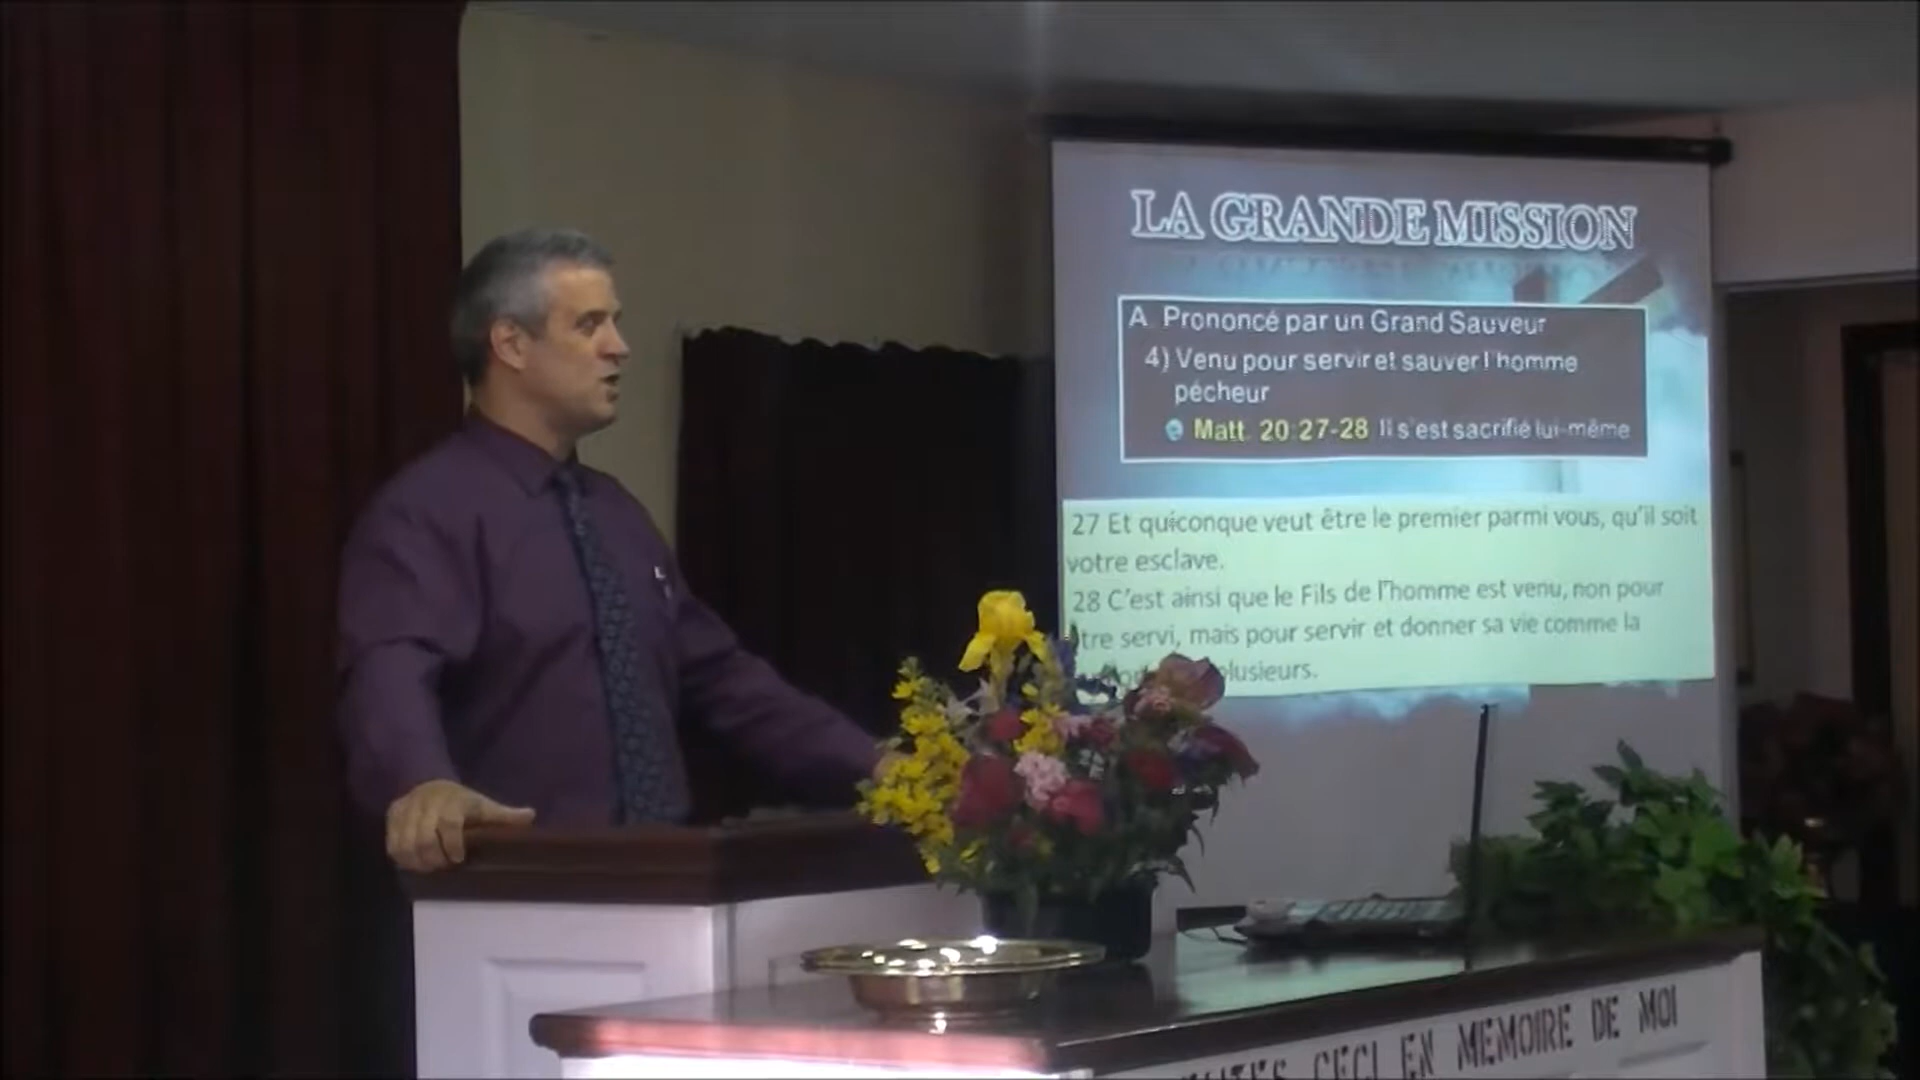 LA GRANDE MISSION
A. Prononcé par un Grand Sauveur
4) Venu pour servir et sauver l'homme
pécheur
Matt. 20:27-28 Il s'est sacrifié lui-même
27 Et quiconque veut être le premier parmi vous, qu'il soit
votre esclave.
28 C'est ainsi que le Fils de l'homme est venu, non pour
être servi, mais pour servir et donner sa vie comme la
plusieurs.
CECI EN MEMOIRE DE MOI